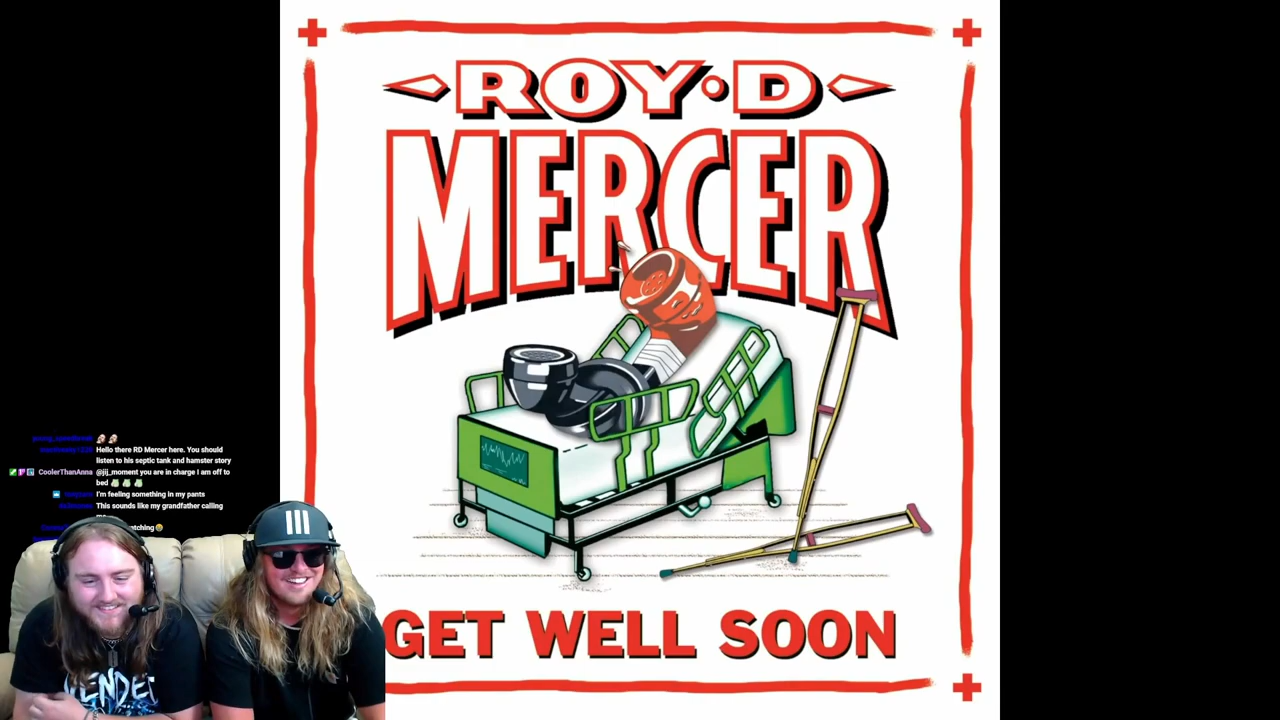 ROY·D
MERCER
Hello there RD Mercer here. You should
listen to his septic tank and hamster story
CoolerThanAnna @jij_moment you are in charge I am off to
bed
I'm feeling something in my pants
This sounds like my grandfather calling
GET WELL SOON